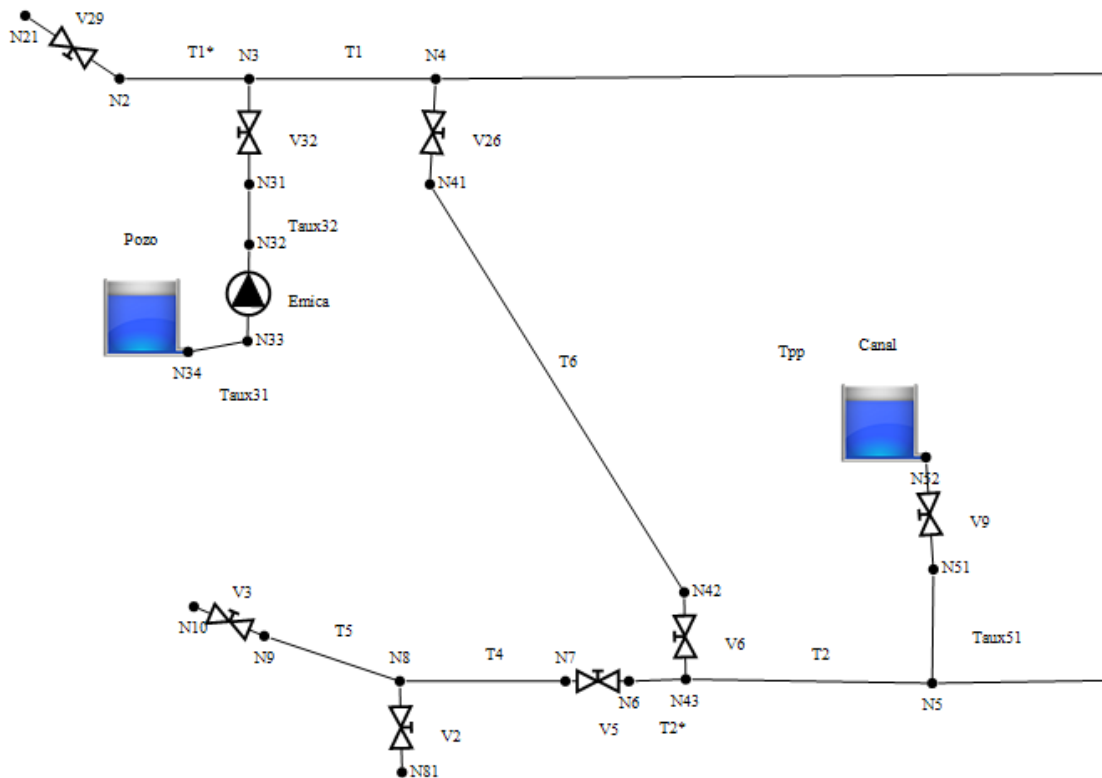 V29
N21
T1*
N3
T1
N4
N2
V32
V26
N31
N41
Taux32
Pozo
N32
Emica
N33
N34
Taux31
T6
Tpp
Canal
N52
V9
N51
N42
V3
N10
T5
N9
N8
T4
N7
V6
T2
Taux51
N6
N43
N5
V2
V5
T2*
N81